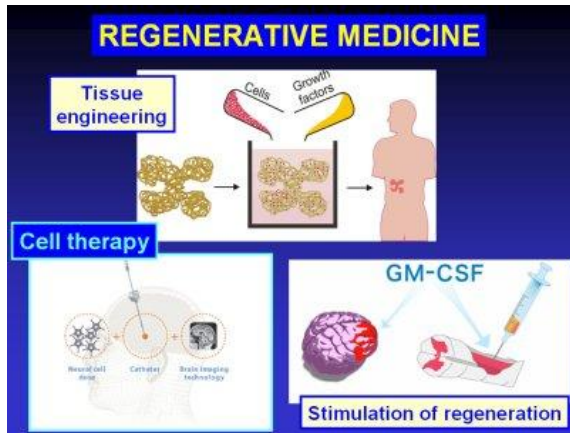 REGENERATIVE MEDICINE
Tissue
engineering
Cells
Growth
factors
Cell therapy
Neural cell
dose
Catheter
Brain imaging
technology
GM-CSF
Stimulation of regeneration